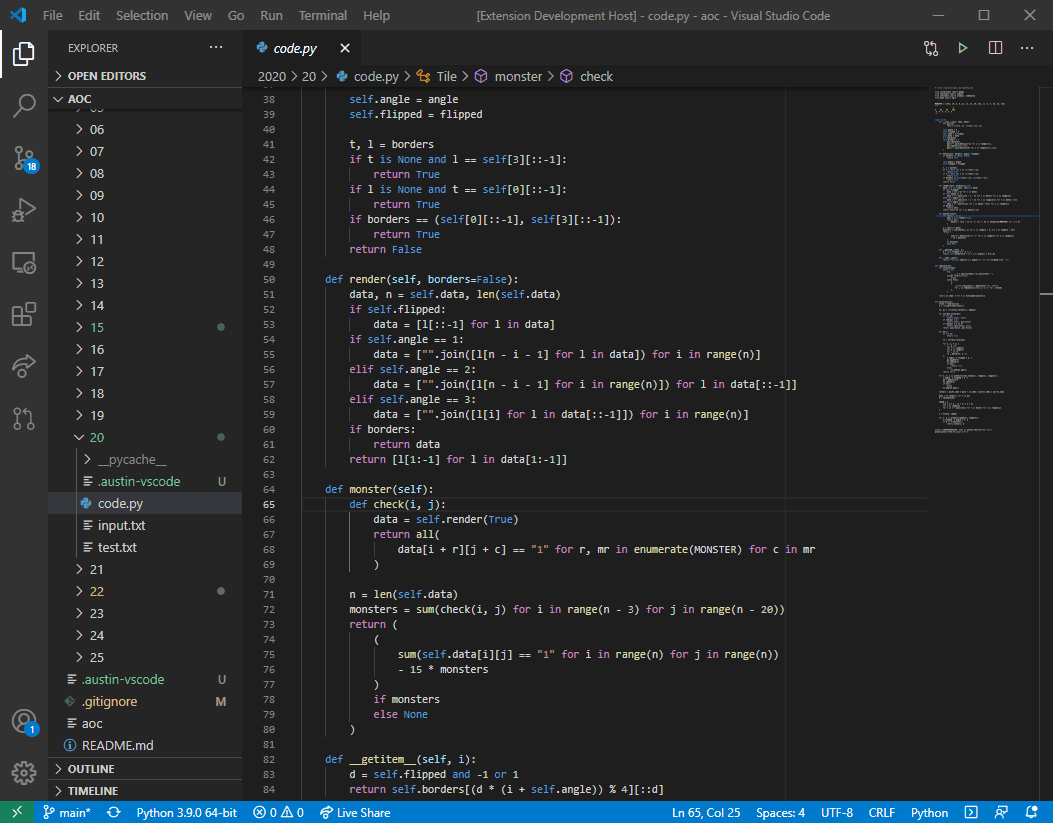 File Edit Selection View Go Run Terminal Help [Extension Development Host] - code.py - aoc - Visual Studio Code
EXPLORER ···
OPEN EDITORS
AOC
06
07
08
09
10
11
12
13
14
15
16
17
18
19
20
__pycache__
.austin-vscode U
code.py
input.txt
test.txt
21
22
23
24
25
.austin-vscode U
.gitignore M
aoc
README.md
OUTLINE
TIMELINE
18
1
code.py
2020 > 20 > code.py > Tile > monster > check
38 self.angle = angle
39 self.flipped = flipped
40
41 t, l = borders
42 if t is None and l == self[3][::-1]:
43 return True
44 if l is None and t == self[0][::-1]:
45 return True
46 if borders == (self[0][::-1], self[3][::-1]):
47 return True
48 return False
49
50 def render(self, borders=False):
51 data, n = self.data, len(self.data)
52 if self.flipped:
53 data = [l[::-1] for l in data]
54 if self.angle == 1:
55 data = ["".join([l[n - i - 1] for l in data]) for i in range(n)]
56 elif self.angle == 2:
57 data = ["".join([l[n - i - 1] for i in range(n)]) for l in data[::-1]]
58 elif self.angle == 3:
59 data = ["".join([l[i] for l in data[::-1]]) for i in range(n)]
60 if borders:
61 return data
62 return [l[1:-1] for l in data[1:-1]]
63
64 def monster(self):
65 def check(i, j):
66 data = self.render(True)
67 return all(
68 data[i + r][j + c] == "1" for r, mr in enumerate(MONSTER) for c in mr
69 )
70
71 n = len(self.data)
72 monsters = sum(check(i, j) for i in range(n - 3) for j in range(n - 20))
73 return (
74 (
75 sum(self.data[i][j] == "1" for i in range(n) for j in range(n))
76 - 15 * monsters
77 )
78 if monsters
79 else None
80 )
81
82 def __getitem__(self, i):
83 d = self.flipped and -1 or 1
84 return self.borders[(d * (i + self.angle)) % 4][::d]
main* Python 3.9.0 64-bit 0 0 Live Share Ln 65, Col 25 Spaces: 4 UTF-8 CRLF Python